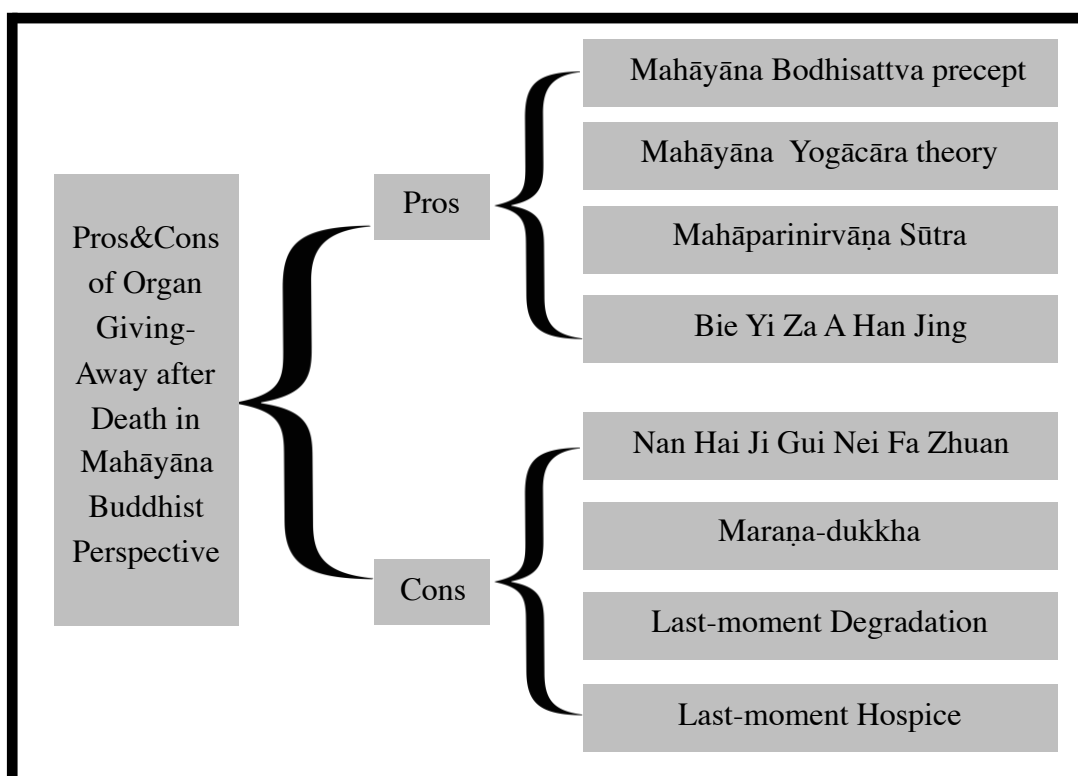 Pros&Cons
of Organ
Giving-
Away after
Death in
Mahāyāna
Buddhist
Perspective
Pros
Mahāyāna Bodhisattva precept
Mahāyāna Yogācāra theory
Mahāparinirvāṇa Sūtra
Bie Yi Za A Han Jing
Cons
Nan Hai Ji Gui Nei Fa Zhuan
Maraṇa-dukkha
Last-moment Degradation
Last-moment Hospice